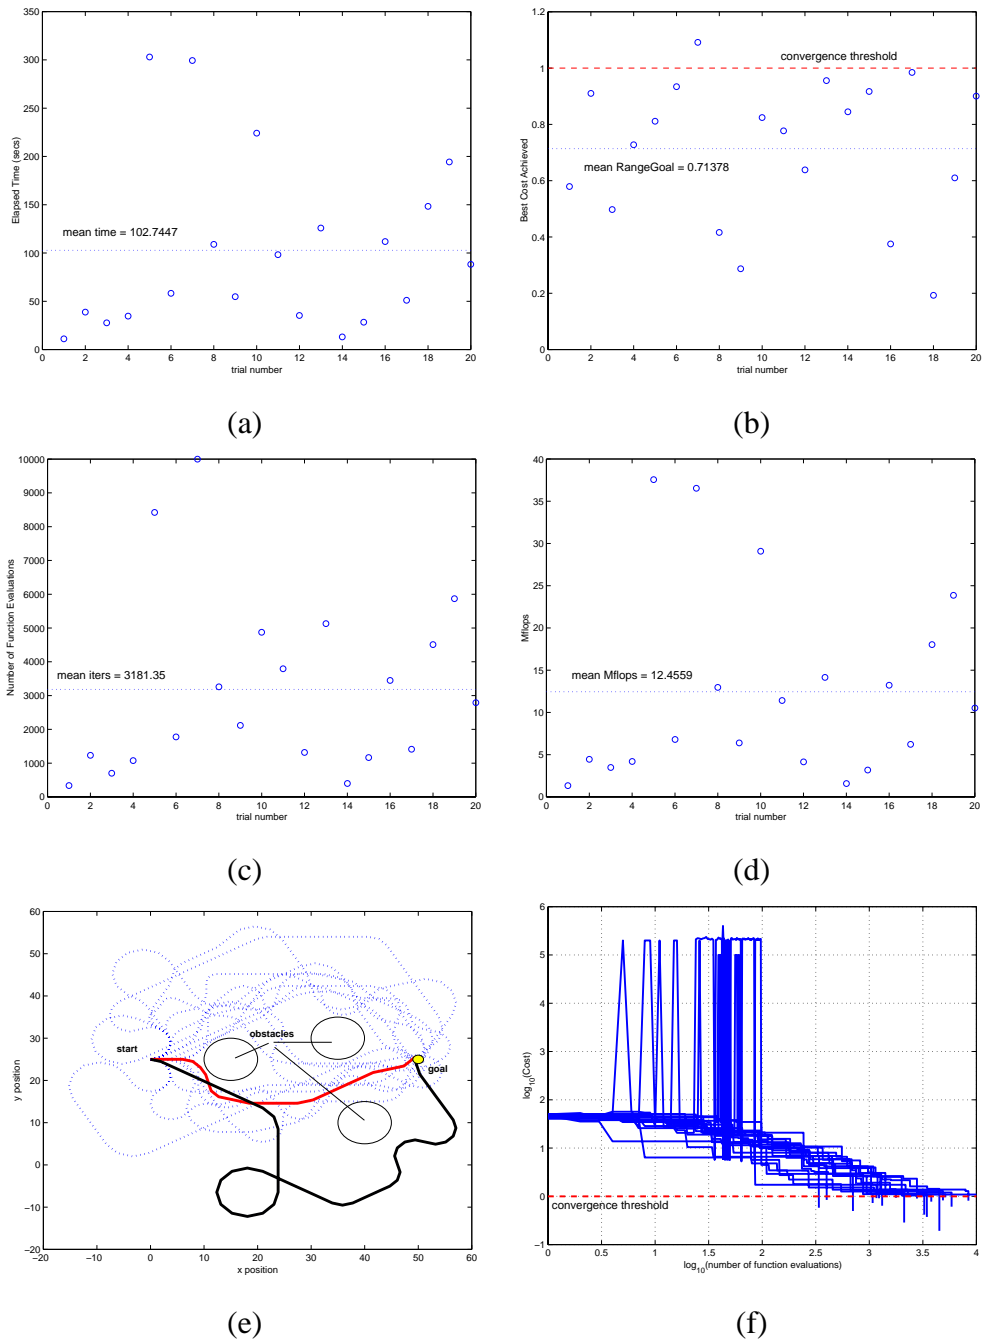 350
300
250
200
150
100
50
0
Elapsed Time (secs)
mean time = 102.7447
0 2 4 6 8 10 12 14 16 18 20
trial number
(a)
1.2
1
0.8
0.6
0.4
0.2
0
Best Cost Achieved
convergence threshold
mean RangeGoal = 0.71378
0 2 4 6 8 10 12 14 16 18 20
trial number
(b)
10000
9000
8000
7000
6000
5000
4000
3000
2000
1000
0
Number of Function Evaluations
mean iters = 3181.35
0 2 4 6 8 10 12 14 16 18 20
trial number
(c)
40
35
30
25
20
15
10
5
0
Mflops
mean Mflops = 12.4559
0 2 4 6 8 10 12 14 16 18 20
trial number
(d)
60
50
40
30
20
10
0
−10
−20
y position
start
obstacles
goal
−20 −10 0 10 20 30 40 50 60
x position
(e)
6
5
4
3
2
1
0
−1
log10(Cost)
convergence threshold
0 0.5 1 1.5 2 2.5 3 3.5 4
log10(number of function evaluations)
(f)